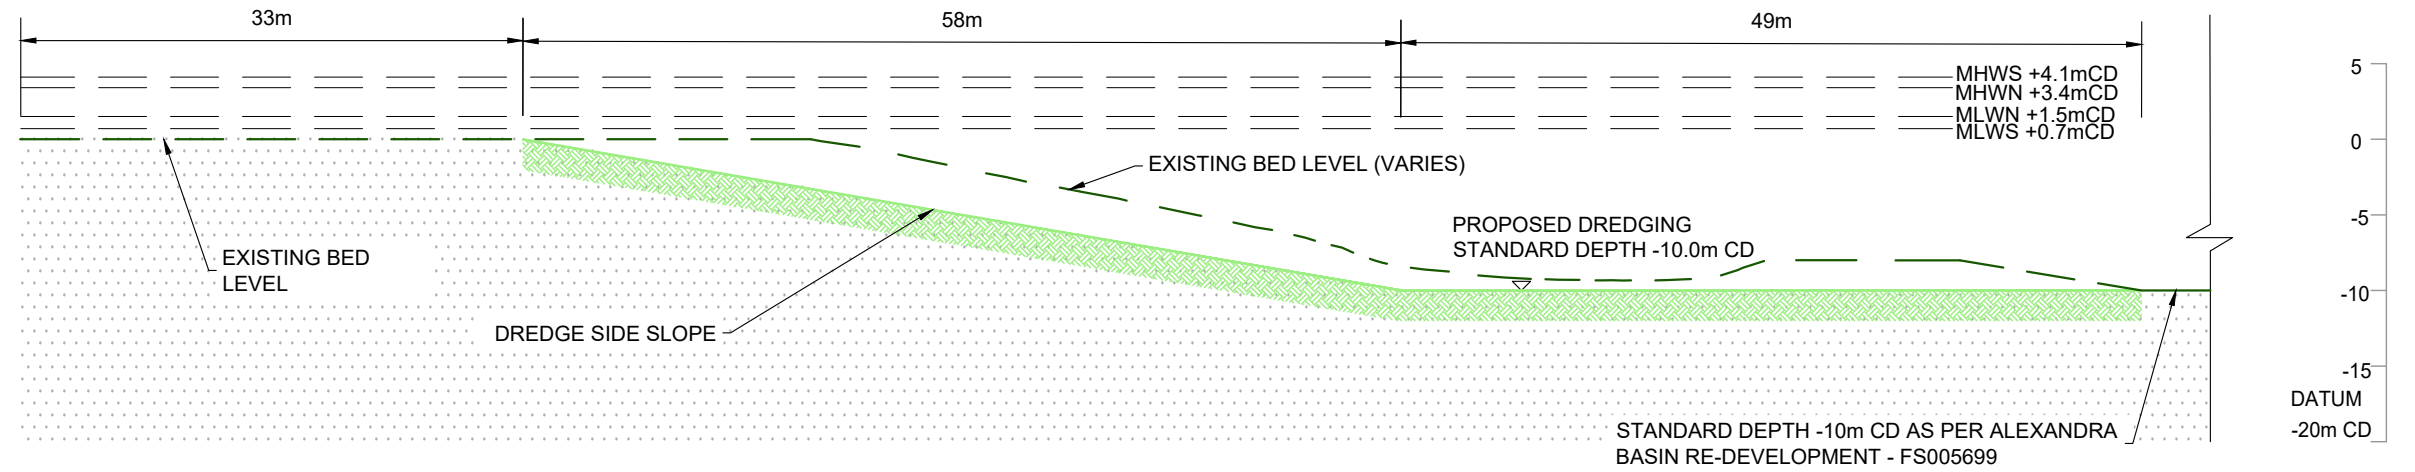 33m
58m
49m
MHWS +4.1mCD
MHWN +3.4mCD
MLWN +1.5mCD
MLWS +0.7mCD
5
0
-5
-10
-15
DATUM
-20m CD
EXISTING BED LEVEL (VARIES)
PROPOSED DREDGING
STANDARD DEPTH -10.0m CD
EXISTING BED
LEVEL
DREDGE SIDE SLOPE
STANDARD DEPTH -10m CD AS PER ALEXANDRA
BASIN RE-DEVELOPMENT - FS005699